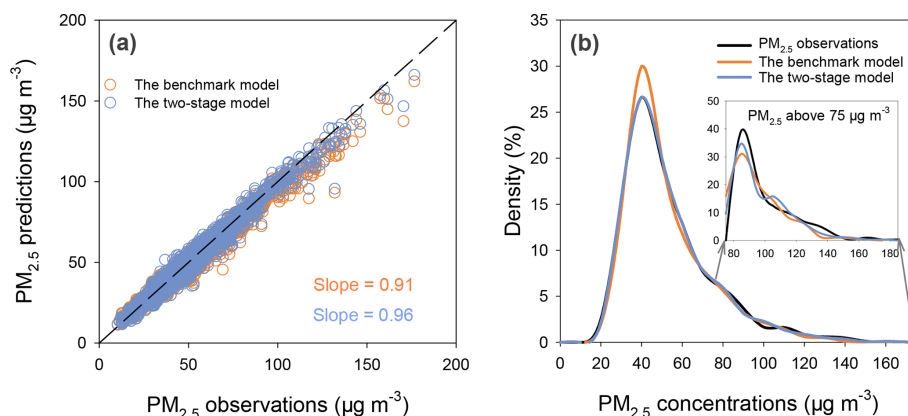 (a)
The benchmark model
The two-stage model
Slope = 0.91
Slope = 0.96
200
150
100
50
0
0 50 100 150 200
PM2.5 predictions (µg m-3)
PM2.5 observations (µg m-3)
(b)
PM2.5 observations
The benchmark model
The two-stage model
PM2.5 above 75 µg m-3
50
40
30
20
10
0
80 100 120 140 160 180
35
30
25
20
15
10
5
0
0 20 40 60 80 100 120 140 160
Density (%)
PM2.5 concentrations (µg m-3)